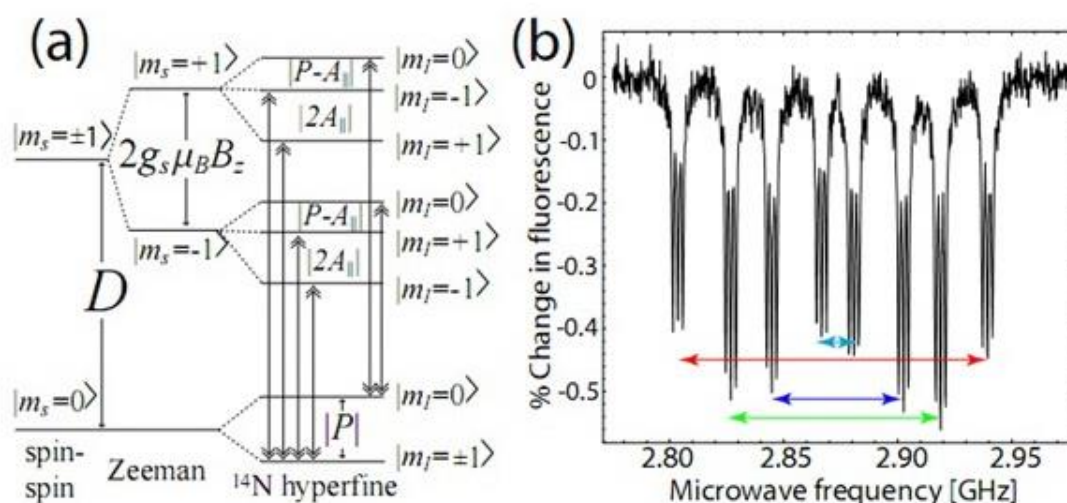 (a)
|m_s=+1⟩
|m_s=±1⟩
2g_sμ_BB_z
|m_s=-1⟩
D
|m_s=0⟩
spin-
spin
Zeeman
¹⁴N hyperfine
|P-A_∥|
|2A_∥|
|P-A_∥|
|2A_∥|
|P|
|m_I=0⟩
|m_I=-1⟩
|m_I=+1⟩
|m_I=0⟩
|m_I=+1⟩
|m_I=-1⟩
|m_I=0⟩
|m_I=±1⟩
(b)
% Change in fluorescence
0
-0.1
-0.2
-0.3
-0.4
-0.5
2.80 2.85 2.90 2.95
Microwave frequency [GHz]